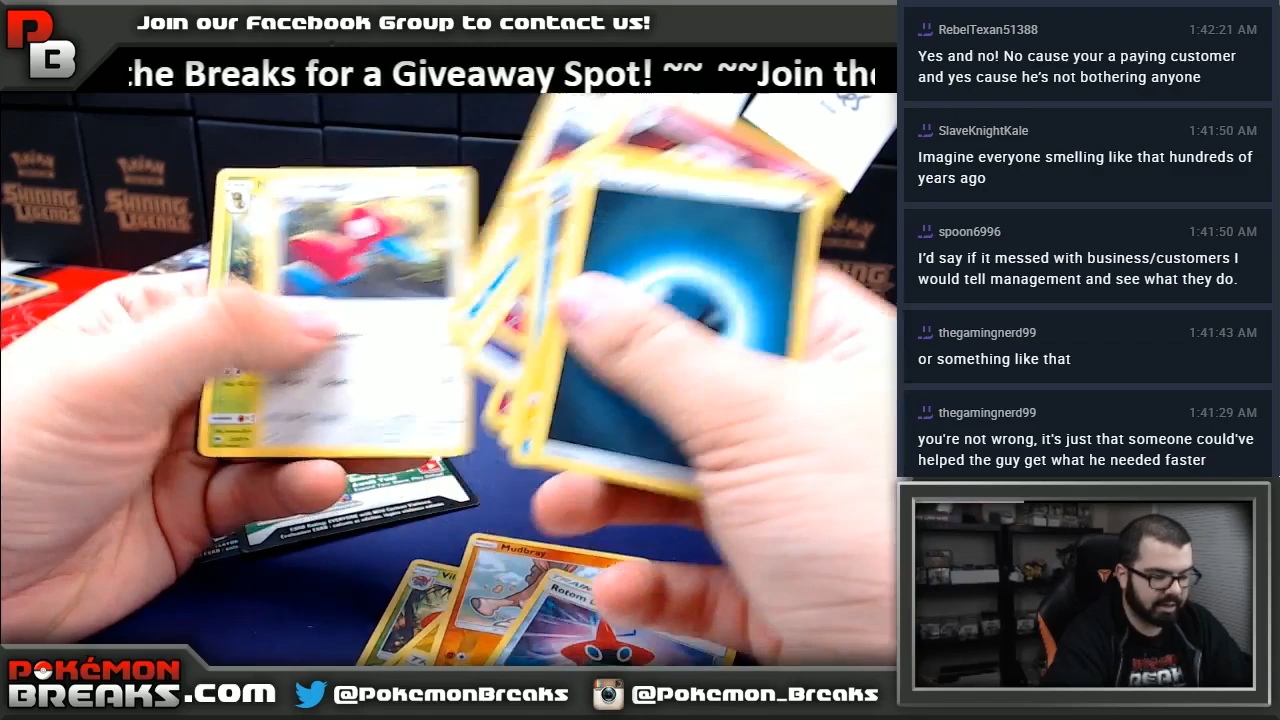 Join our Facebook Group to contact us!
PB
the Breaks for a Giveaway Spot! ~~ ~~Join the
POKéMON
SHINING
LEGENDS
POKéMON
SHINING
LEGENDS
SHINING
LEGENDS
Mudbray
Rotom
POKéMON
BREAKS.com
@PokemonBreaks
@Pokemon_Breaks
RebelTexan51388 1:42:21 AM
Yes and no! No cause your a paying customer
and yes cause he's not bothering anyone
SlaveKnightKale 1:41:50 AM
Imagine everyone smelling like that hundreds of
years ago
spoon6996 1:41:50 AM
I'd say if it messed with business/customers I
would tell management and see what they do.
thegamingnerd99 1:41:43 AM
or something like that
thegamingnerd99 1:41:29 AM
you're not wrong, it's just that someone could've
helped the guy get what he needed faster